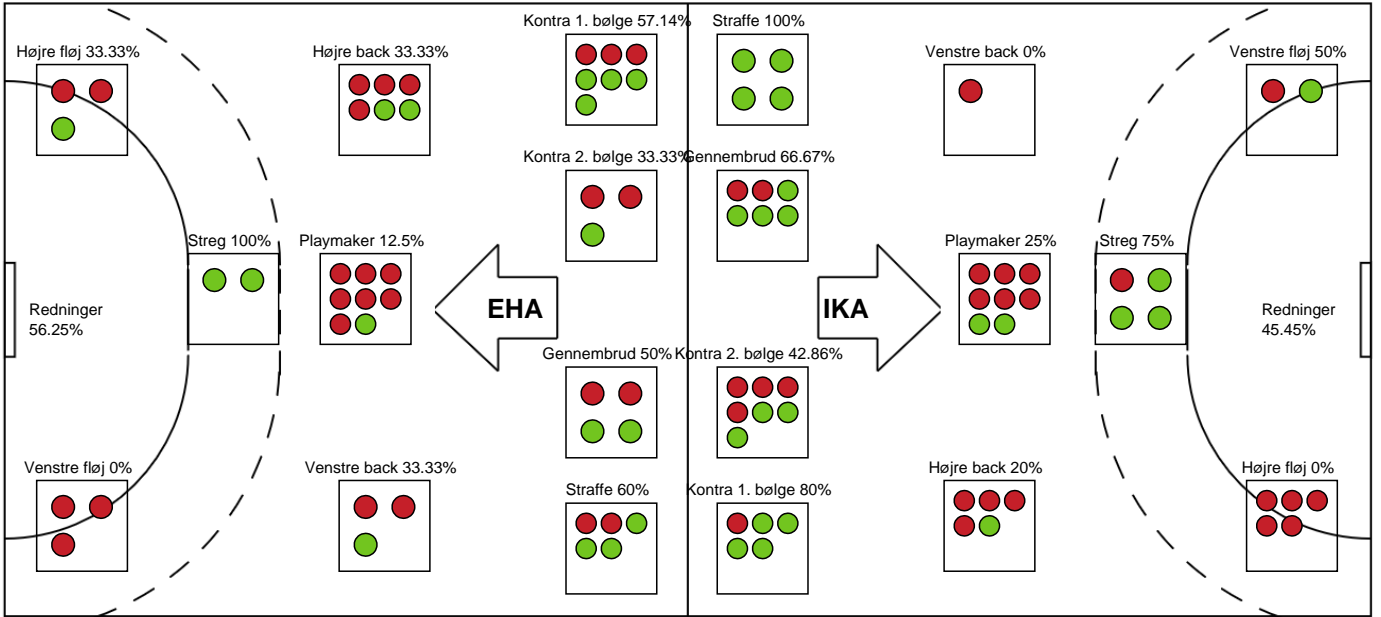 Kontra 1. bølge 57.14%
Straffe 100%
Højre fløj 33.33%
Højre back 33.33%
Venstre back 0%
Venstre fløj 50%
Kontra 2. bølge 33.33%
Gennembrud 66.67%
Streg 100%
Playmaker 12.5%
Playmaker 25%
Streg 75%
Redninger
56.25%
EHA
IKA
Redninger
45.45%
Gennembrud 50%
Kontra 2. bølge 42.86%
Venstre fløj 0%
Venstre back 33.33%
Straffe 60%
Kontra 1. bølge 80%
Højre back 20%
Højre fløj 0%